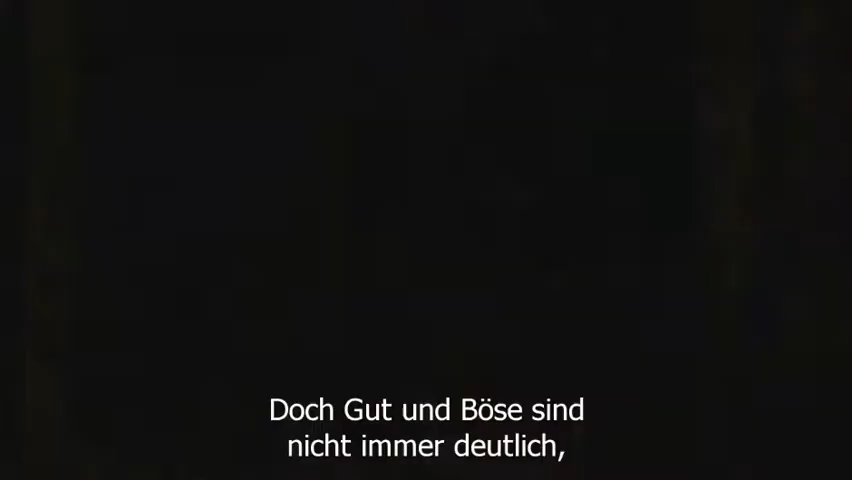 Doch Gut und Böse sind
nicht immer deutlich,